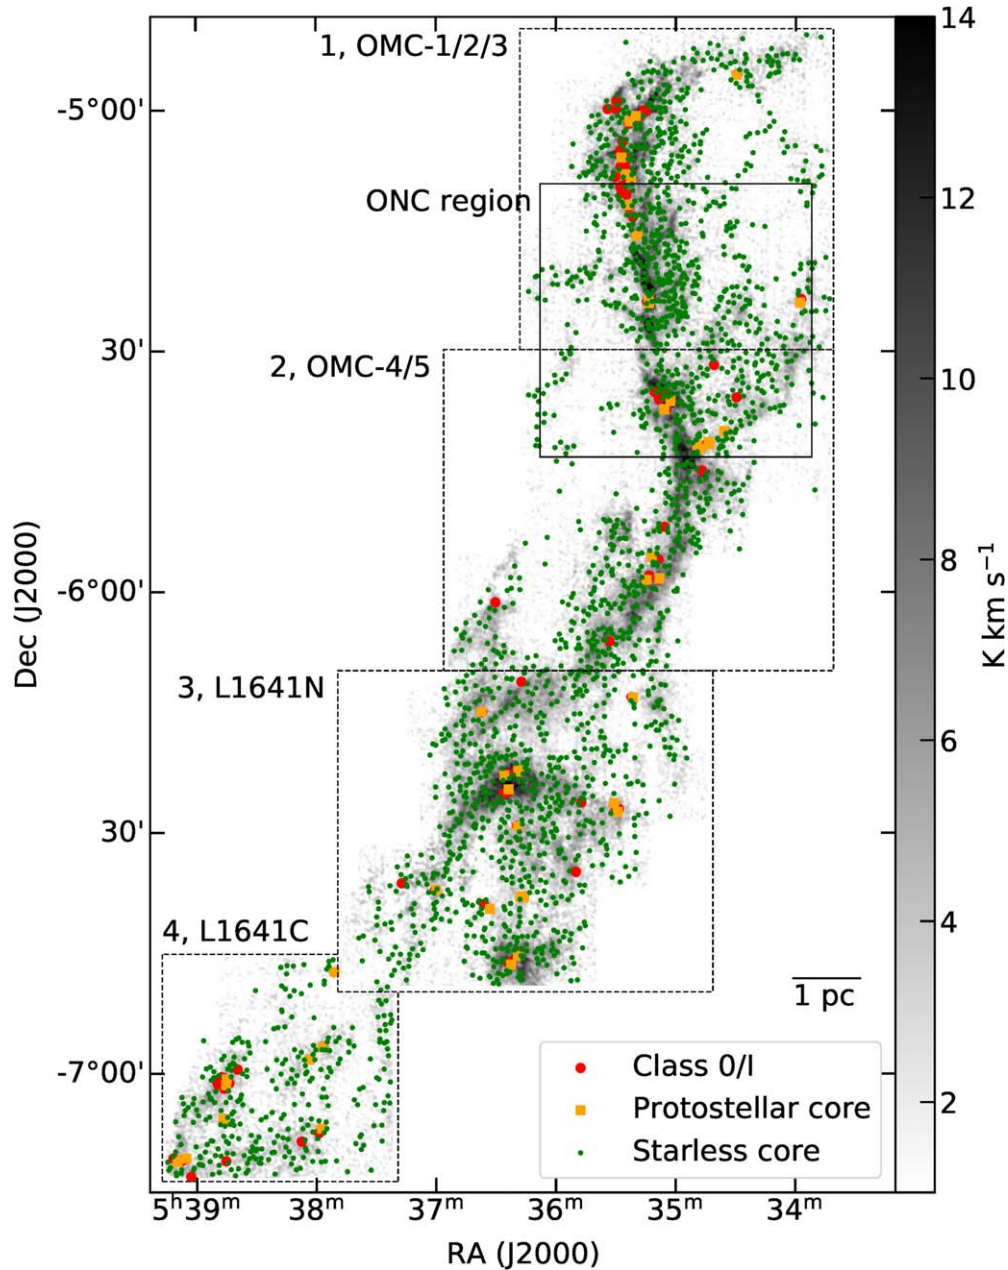 1, OMC-1/2/3
ONC region
2, OMC-4/5
3, L1641N
4, L1641C
-5°00'
30'
-6°00'
30'
-7°00'
Dec (J2000)
5ʰ39ᵐ 38ᵐ 36ᵐ 35ᵐ 34ᵐ
RA (J2000)
1 pc
Class 0/I
Protostellar core
Starless core
14
12
10
8
6
4
2
K km s⁻¹